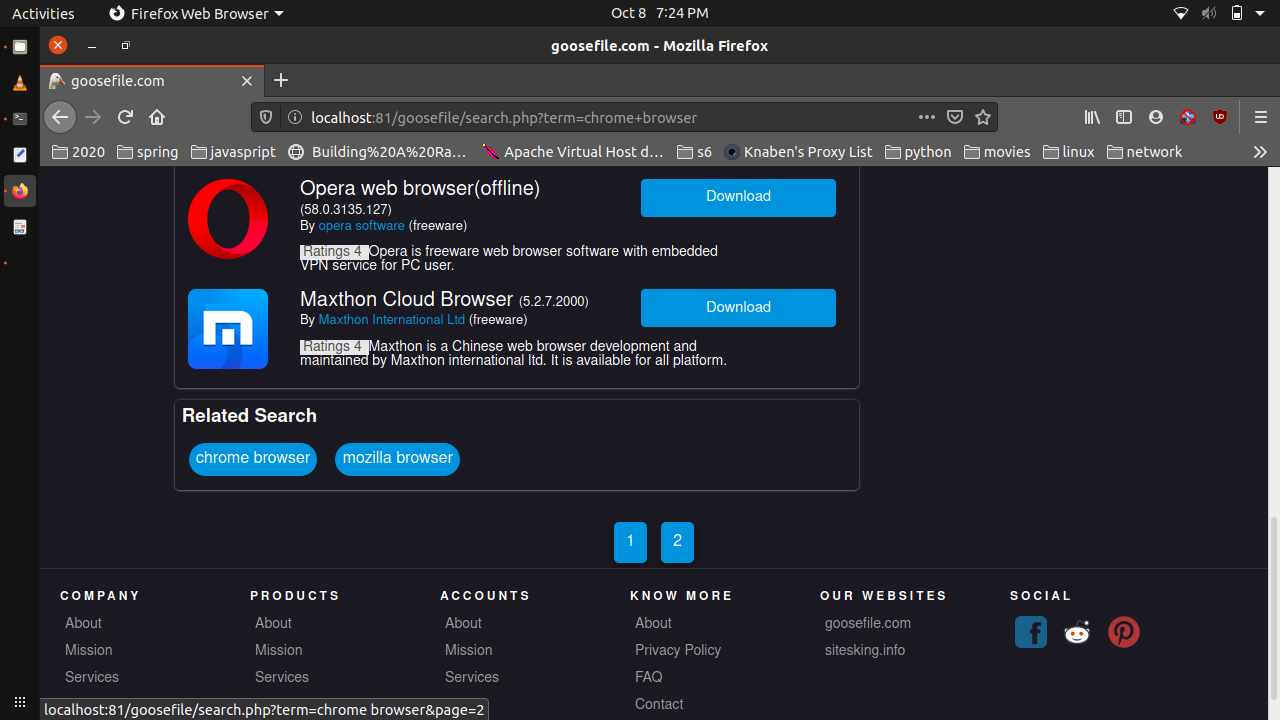 Activities Firefox Web Browser Oct 8 7:24 PM
goosefile.com - Mozilla Firefox
goosefile.com
localhost:81/goosefile/search.php?term=chrome+browser
2020 spring javasript Building%20A%20Ra… Apache Virtual Host d… s6 Knaben's Proxy List python movies linux network
Opera web browser(offline)
(58.0.3135.127)
By opera software (freeware)
Download
Ratings 4 Opera is freeware web browser software with embedded
VPN service for PC user.
Maxthon Cloud Browser (5.2.7.2000)
By Maxthon International Ltd (freeware)
Download
Ratings 4 Maxthon is a Chinese web browser development and
maintained by Maxthon international ltd. It is available for all platform.
Related Search
chrome browser mozilla browser
1 2
COMPANY
About
Mission
Services
PRODUCTS
About
Mission
Services
ACCOUNTS
About
Mission
Services
KNOW MORE
About
Privacy Policy
FAQ
Contact
OUR WEBSITES
goosefile.com
sitesking.info
SOCIAL
localhost:81/goosefile/search.php?term=chrome browser&page=2